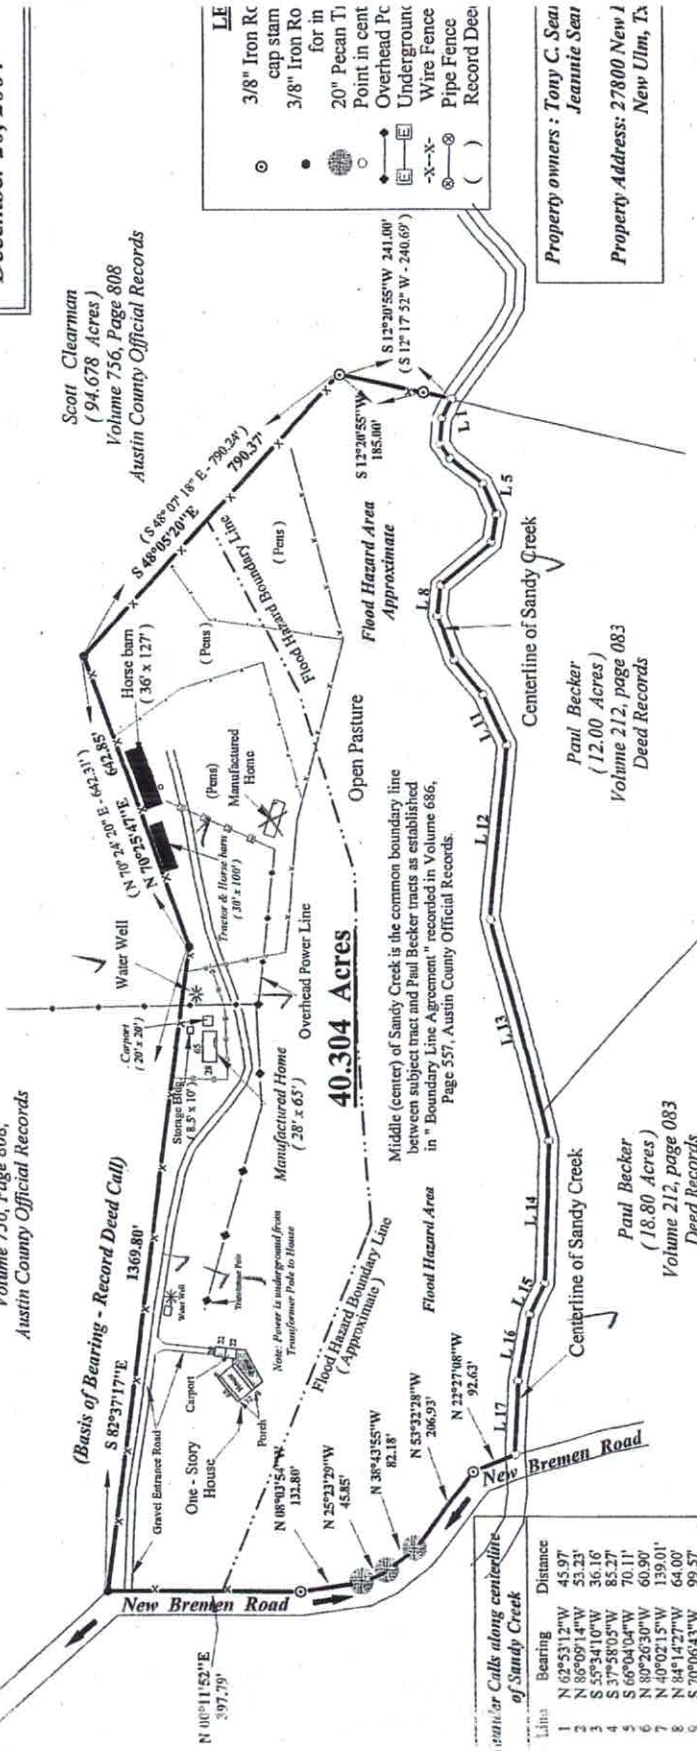 Scott Clearman
( 94.678 Acres )
Volume 756, Page 808
Austin County Official Records
Austin County Official Records
(Basis of Bearing - Record Deed Call)
S 82°37'17"E
1369.80'
(N 70° 24' 20" E - 642.31')
N 70°25'47"E
642.85'
( S 48° 07' 18" E - 790.24')
S 48°05'20"E
790.37'
S 12°20'55"W 241.00'
( S 12° 17' 52" W - 240.69')
S 12°20'55"W
185.00'
Horse barn
( 36' x 127' )
(Pens)
Manufactured
Home
Tractor & Horse barn
( 30' x 100' )
( Pens )
( Pens )
Flood Hazard Boundary Line
Flood Hazard Area
Approximate
Water Well
Carport
( 20' x 20')
Storage Bldg.
( 8.5' x 10')
28
65
Manufactured Home
( 28' x 65')
Overhead Power Line
Open Pasture
40.304 Acres
Water Well
Transformer Pole
Note: Power is underground from
Transformer Pole to House
Gravel Entrance Road
Carport
One - Story
House
Porch
Flood Hazard Boundary Line
( Approximate )
Flood Hazard Area
Middle (center) of Sandy Creek is the common boundary line
between subject tract and Paul Becker tracts as established
in " Boundary Line Agreement " recorded in Volume 686,
Page 557, Austin County Official Records.
New Bremen Road
N 00°11'52"E
397.79'
N 08°03'54"W
132.80'
N 25°23'29"W
45.85'
N 38°43'55"W
82.18'
N 53°32'28"W
206.93'
N 22°27'08"W
92.63'
New Bremen Road
L 17
L 16
L 15
L 14
L 13
L 12
L 11
L 8
L 5
L 1
Centerline of Sandy Creek
Centerline of Sandy Creek
Paul Becker
( 12.00 Acres )
Volume 212, page 083
Deed Records
Paul Becker
( 18.80 Acres )
Volume 212, page 083
Deed Records
3/8" Iron
cap stam
3/8" Iron Ro
for in
20" Pecan
Point in cent
Overhead
Underground
Wire Fence
Pipe Fence
Record Deed
E E
-X--X-
( )
Property owners : Tony C.
Jeannie
Property Address: 27800 New
New Ulm,
Calls along centerline
of Sandy Creek
Line Bearing Distance
1 N 62°53'12"W 45.97'
2 N 86°09'14"W 53.23'
3 S 55°34'10"W 36.16'
4 S 37°58'05"W 85.27'
5 S 66°04'04"W 70.11'
6 N 80°26'30"W 60.90'
7 N 40°02'15"W 139.01'
8 N 84°14'27"W 64.00'
9 S 70°06'43"W 99.57'